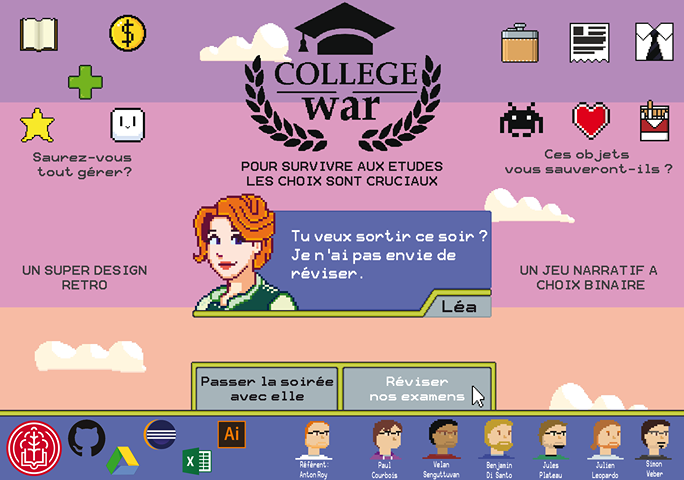 COLLEGE
war
POUR SURVIVRE AUX ETUDES
LES CHOIX SONT CRUCIAUX
Saurez-vous
tout gérer?
Ces objets
vous sauveront-ils ?
Tu veux sortir ce soir ?
Je n'ai pas envie de
réviser.
Léa
UN SUPER DESIGN
RETRO
UN JEU NARRATIF A
CHOIX BINAIRE
Passer la soirée
avec elle
Réviser
nos examens
Ai
Référent:
Anton Roy
Paul
Courbois
Velan
Senguttuvan
Benjamin
Di Santo
Jules
Plateau
Julien
Leopardo
Simon
Veber